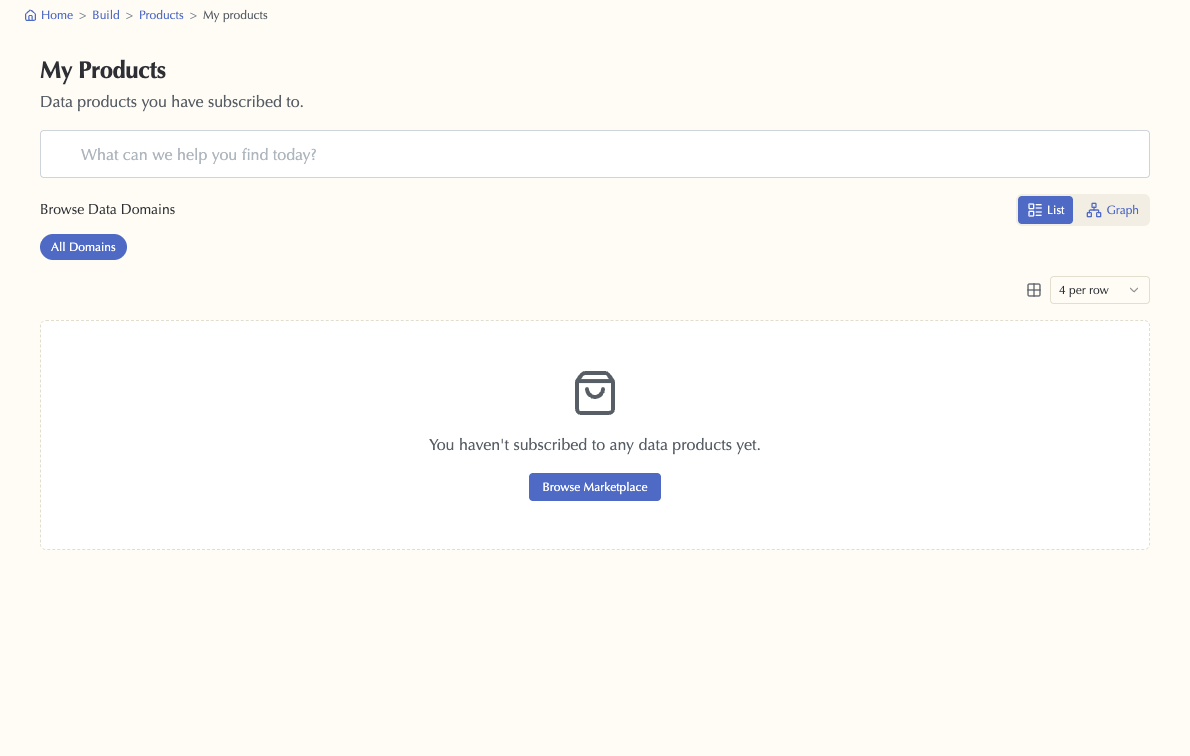 Home > Build > Products > My products
My Products
Data products you have subscribed to.
What can we help you find today?
Browse Data Domains
List
Graph
All Domains
4 per row
You haven't subscribed to any data products yet.
Browse Marketplace